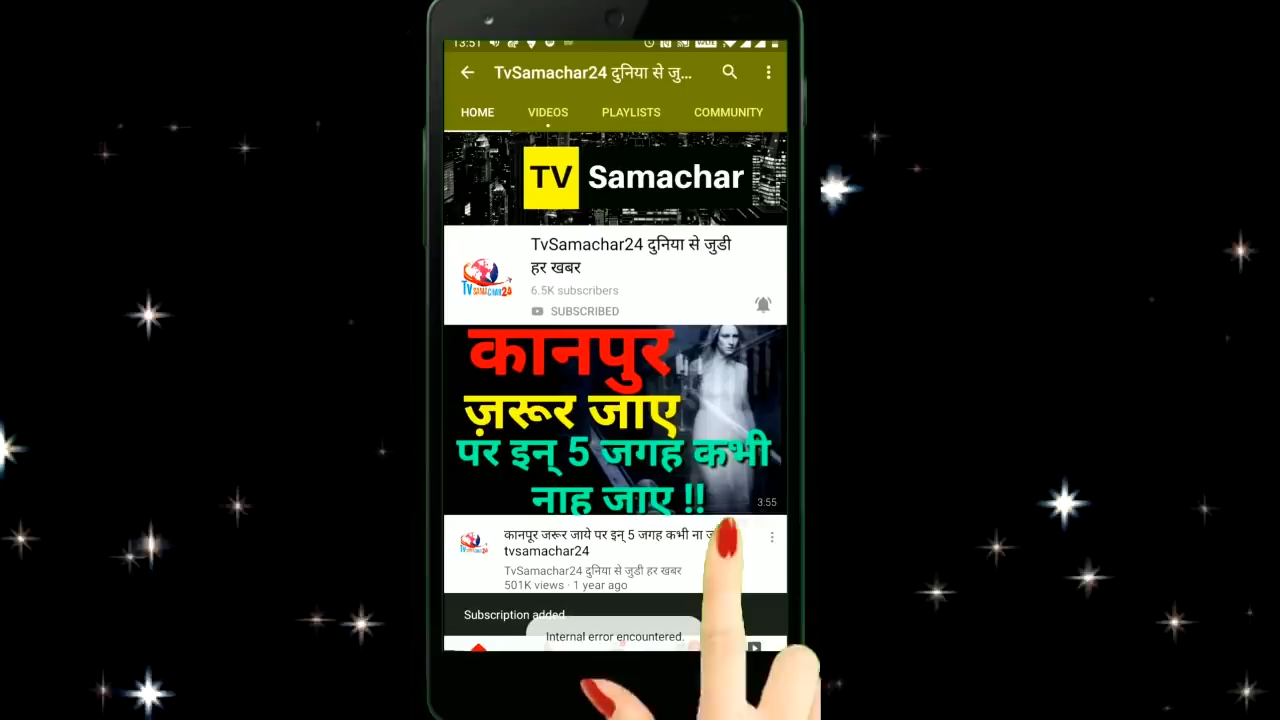 13:51
TvSamachar24 दुनिया से जु...
HOME VIDEOS PLAYLISTS COMMUNITY
TV Samachar
TvSamachar24 दुनिया से जुडी
हर खबर
6.5K subscribers
SUBSCRIBED
TV SAMACHAR24
कानपुर
ज़रूर जाए
पर इन् 5 जगह कभी
नाह जाए !!
3:55
कानपूर जरूर जाये पर इन् 5 जगह कभी ना
tvsamachar24
TvSamachar24 दुनिया से जुडी हर खबर
501K views · 1 year ago
Subscription added
Internal error encountered.